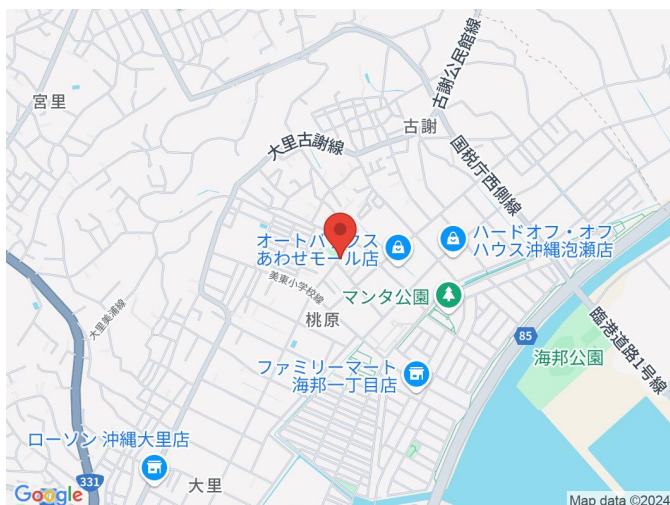 宮里
古謝公民館線
古謝
大里古謝線
国税庁西側線
オートバックス
あわせモール店
ハードオフ・オフ
ハウス沖縄泡瀬店
美東小学校線
マンタ公園
大里美浦線
桃原
85
海邦公園
臨港道路1号線
ファミリーマート
海邦一丁目店
ローソン 沖縄大里店
331
大里
Google
Map data ©2024